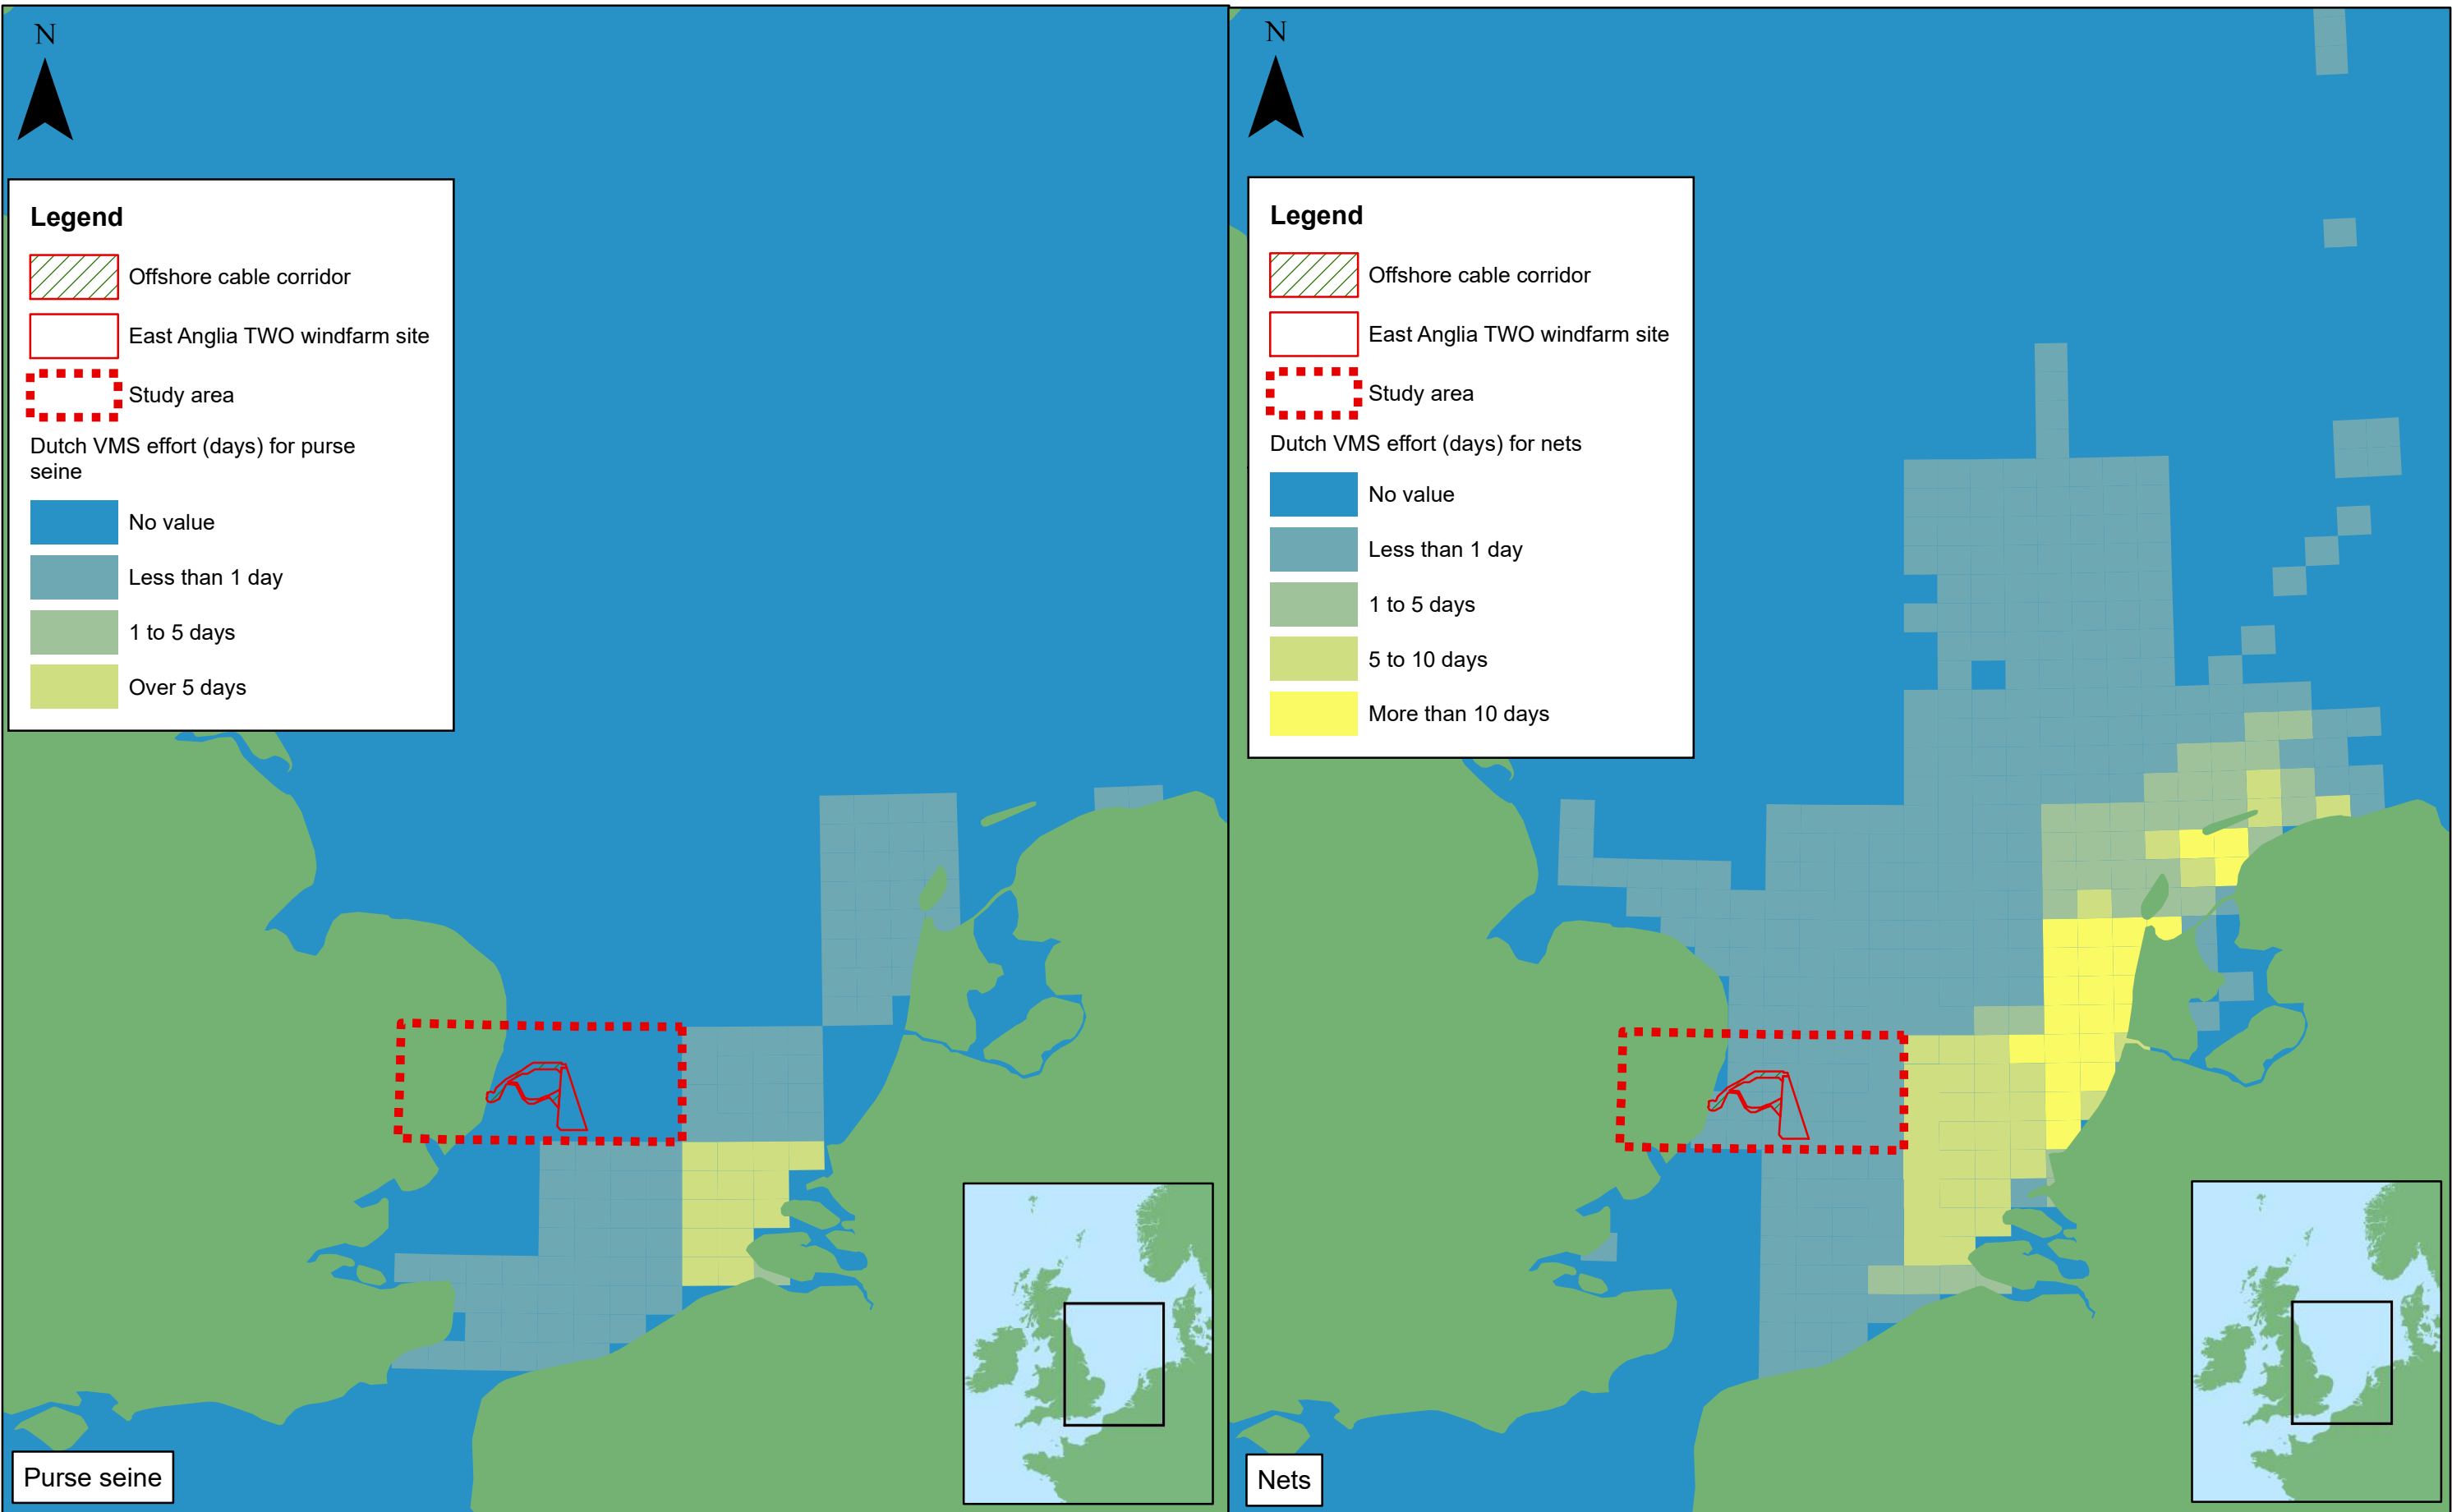 N
Legend
Offshore cable corridor
East Anglia TWO windfarm site
Study area
Dutch VMS effort (days) for purse
seine
No value
Less than 1 day
1 to 5 days
Over 5 days
Purse seine
N
Legend
Offshore cable corridor
East Anglia TWO windfarm site
Study area
Dutch VMS effort (days) for nets
No value
Less than 1 day
1 to 5 days
5 to 10 days
More than 10 days
Nets